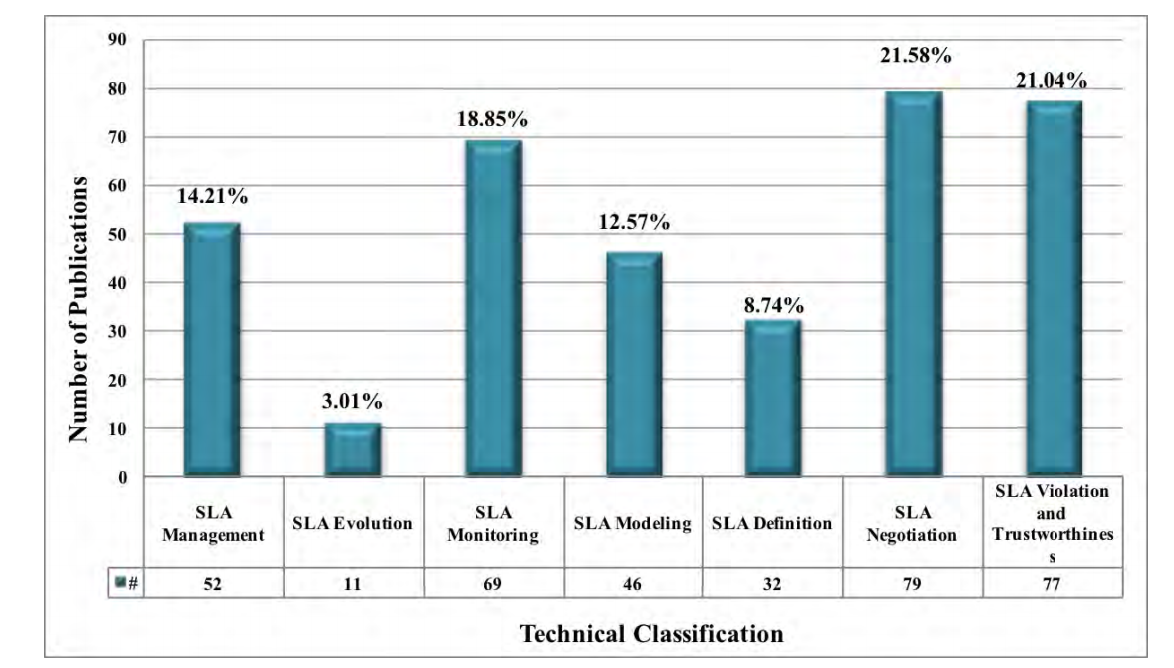 90
80
70
60
50
40
30
20
10
0
Number of Publications
14.21%
3.01%
18.85%
12.57%
8.74%
21.58%
21.04%
SLA
Management
SLA Evolution
SLA
Monitoring
SLA Modeling
SLA Definition
SLA
Negotiation
SLA Violation
and
Trustworthines
s
# 52 11 69 46 32 79 77
Technical Classification